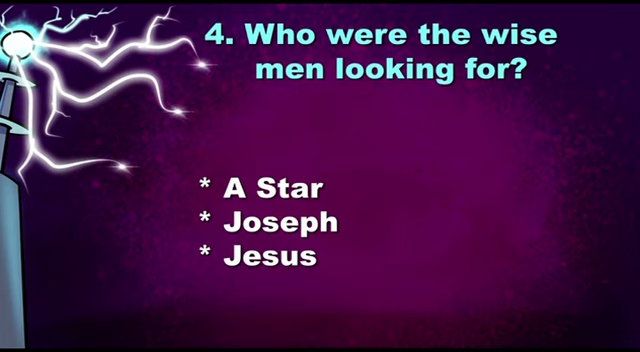 4. Who were the wise
men looking for?
* A Star
* Joseph
* Jesus